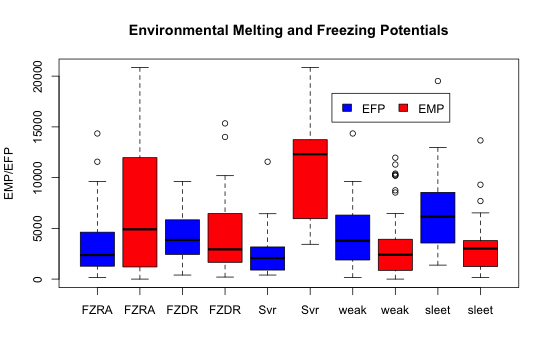 Environmental Melting and Freezing Potentials
EMP/EFP
20000
15000
10000
5000
0
EFP EMP
FZRA FZRA FZDR FZDR Svr Svr weak weak sleet sleet